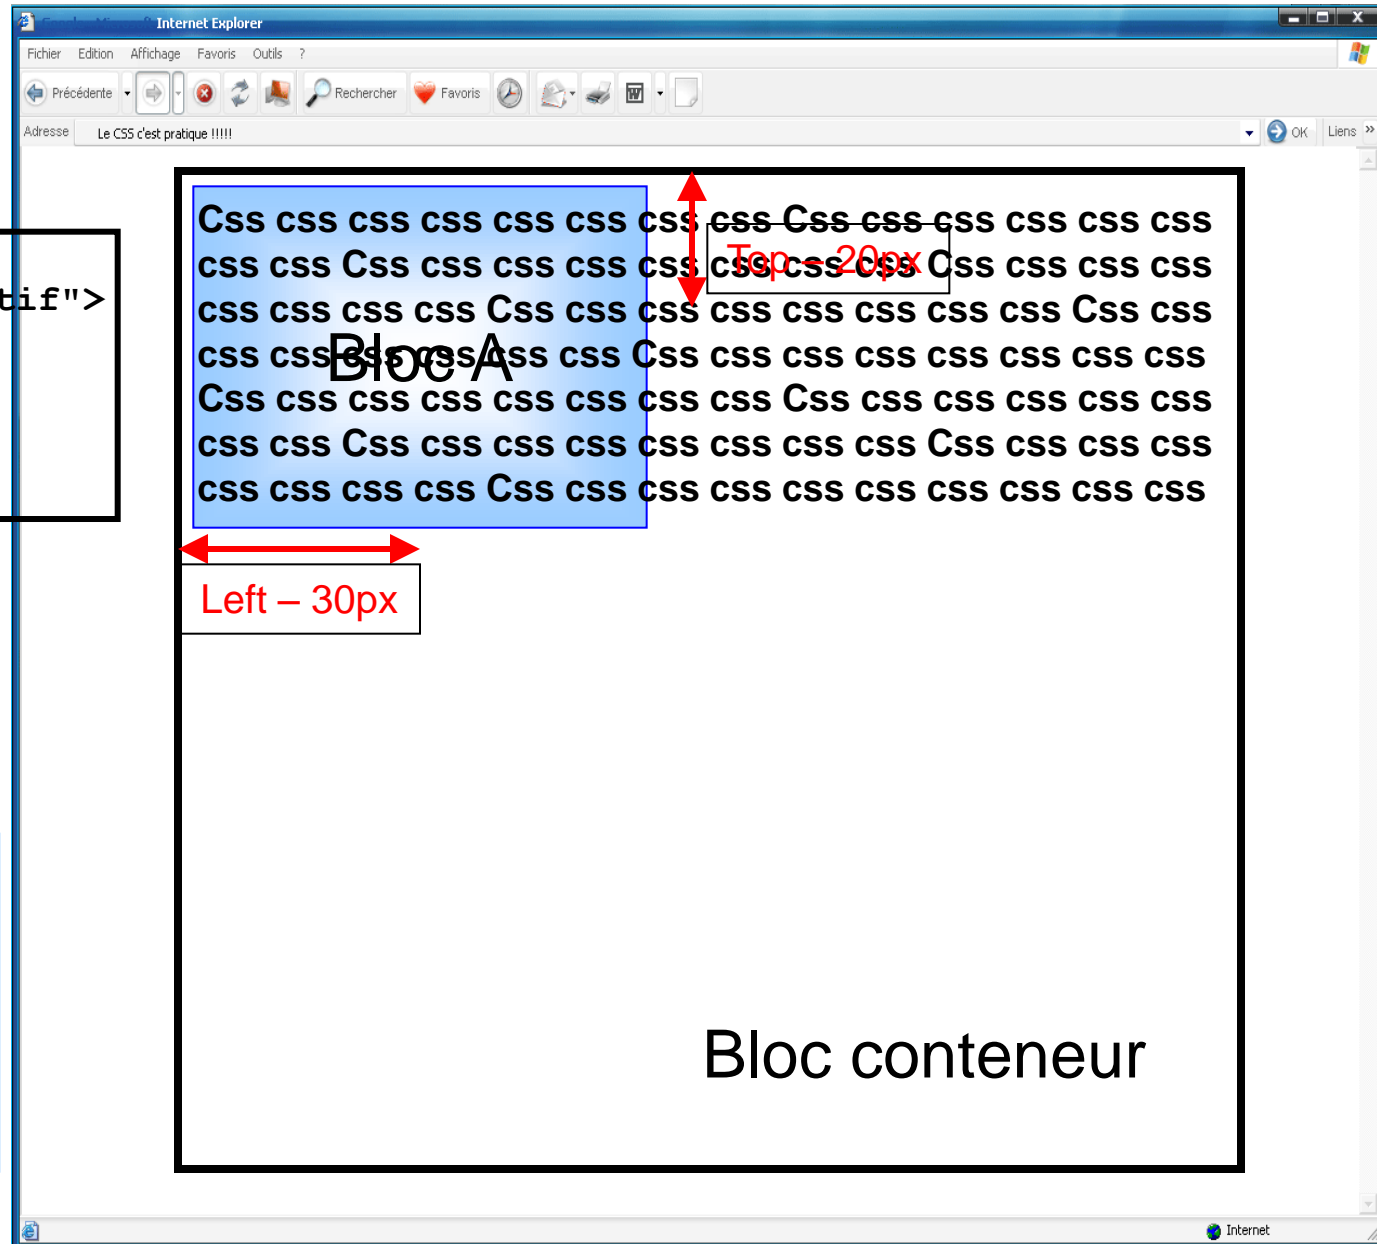 Internet Explorer
Fichier Edition Affichage Favoris Outils ?
Précédente Rechercher Favoris
Adresse Le CSS c'est pratique !!!!! OK Liens »
Css css css css css css css css Css css css css css css
css css Css css css css css css css css Css css css css
css css css css Css css css css css css css css Css css
css css css css css css Css css css css css css css css
Css css css css css css css css Css css css css css css
css css Css css css css css css css css Css css css css
css css css css Css css css css css css css css css css
Top – 20px
tif">
Bloc A
Left – 30px
Bloc conteneur
Internet